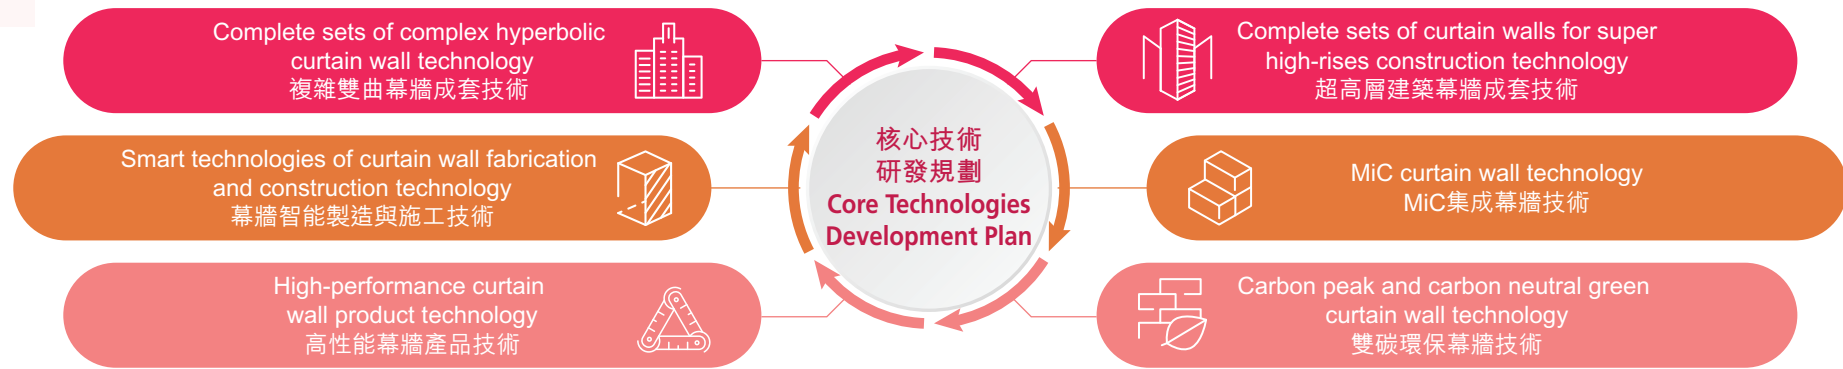 Complete sets of complex hyperbolic
curtain wall technology
複雜雙曲幕牆成套技術
Complete sets of curtain walls for super
high-rises construction technology
超高層建築幕牆成套技術
Smart technologies of curtain wall fabrication
and construction technology
幕牆智能製造與施工技術
核心技術
研發規劃
Core Technologies
Development Plan
MiC curtain wall technology
MiC集成幕牆技術
High-performance curtain
wall product technology
高性能幕牆產品技術
Carbon peak and carbon neutral green
curtain wall technology
雙碳環保幕牆技術